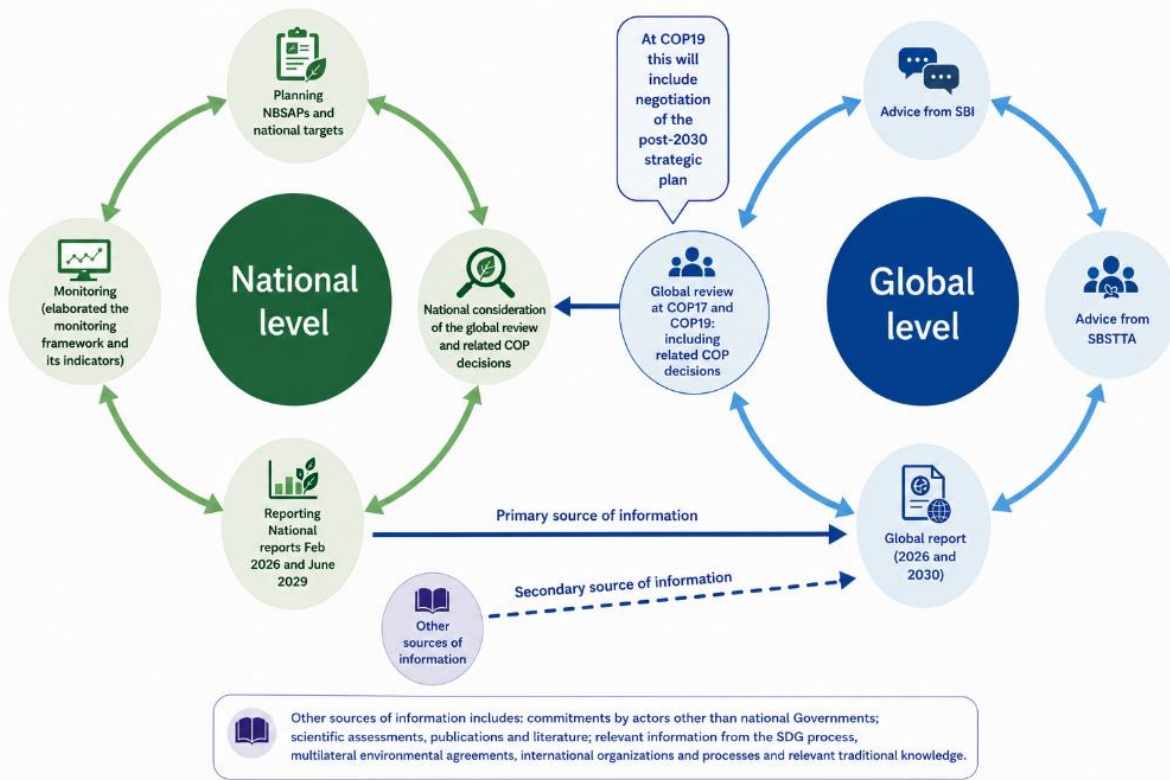 Planning
NBSAPs and
national targets
National
level
Monitoring
(elaborated the
monitoring
framework and
its indicators)
National consideration
of the global review
and related COP
decisions
Reporting
National
reports Feb
2026 and June
2029
At COP19
this will
include
negotiation
of the
post-2030
strategic
plan
Global review
at COP17 and
COP19:
including
related COP
decisions
Advice from SBI
Global
level
Advice from
SBSTTA
Global report
(2026 and
2030)
Primary source of information
Secondary source of information
Other
sources of
information
Other sources of information includes: commitments by actors other than national Governments;
scientific assessments, publications and literature; relevant information from the SDG process,
multilateral environmental agreements, international organizations and processes and relevant traditional knowledge.